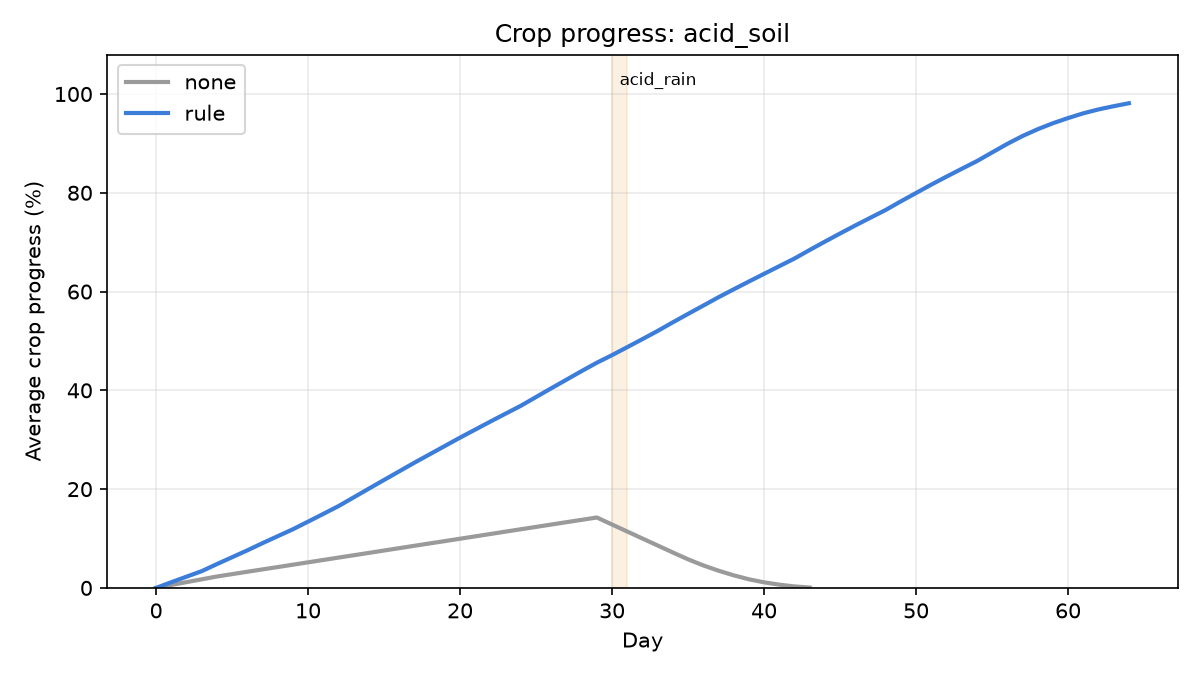 Crop progress: acid_soil
none
rule
acid_rain
Average crop progress (%)
100
80
60
40
20
0
0 10 20 30 40 50 60
Day